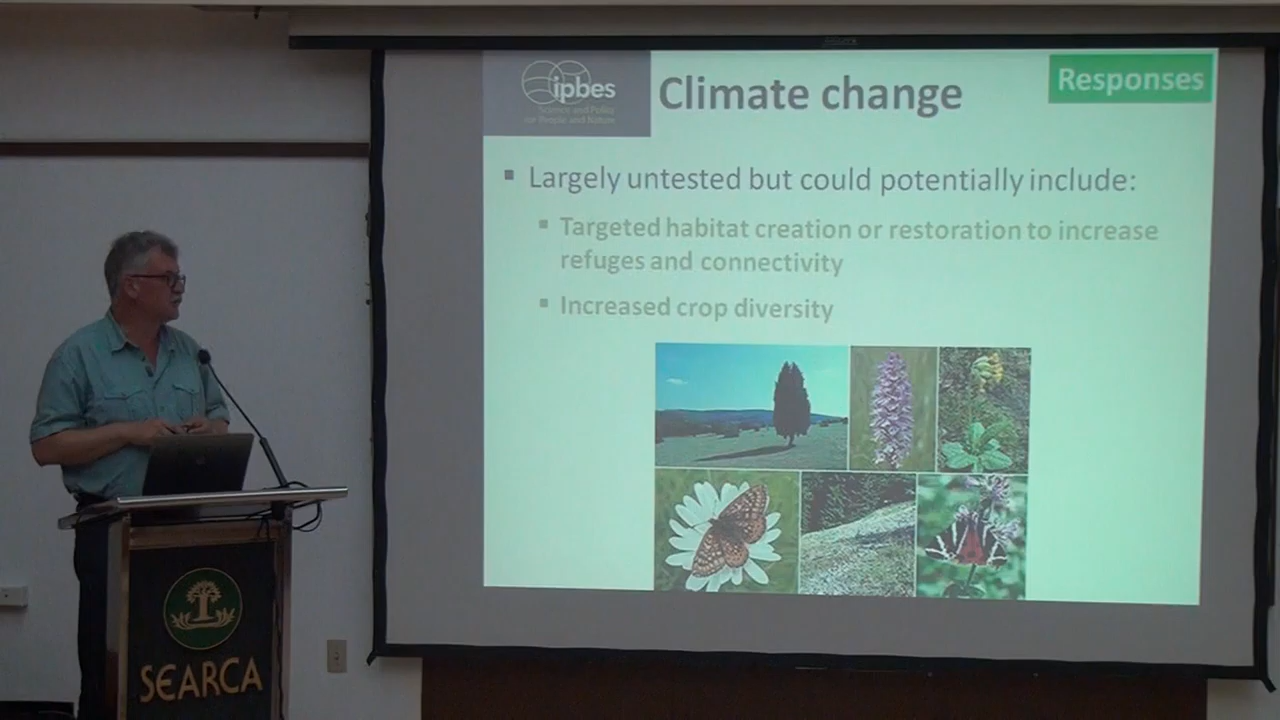 ipbes
Science and Policy
for People and Nature
Climate change
Responses
▪ Largely untested but could potentially include:
▪ Targeted habitat creation or restoration to increase
refuges and connectivity
▪ Increased crop diversity
SEARCA